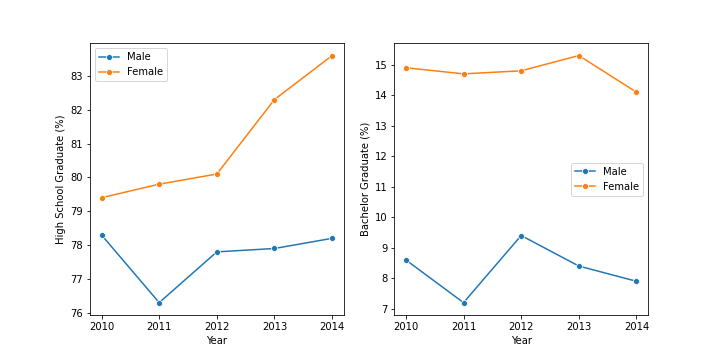 High School Graduate (%)
83
82
81
80
79
78
77
76
Male
Female
2010 2011 2012 2013 2014
Year
Bachelor Graduate (%)
15
14
13
12
11
10
9
8
7
Male
Female
2010 2011 2012 2013 2014
Year